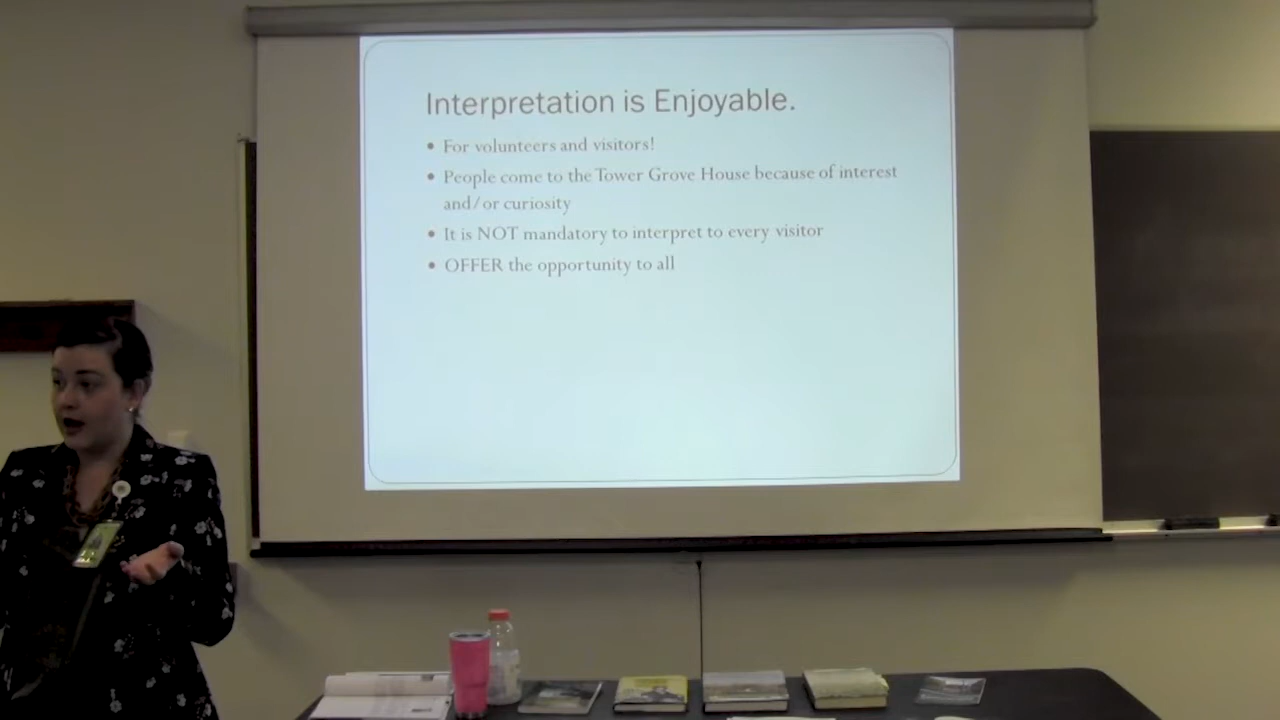 Interpretation is Enjoyable.
• For volunteers and visitors!
• People come to the Tower Grove House because of interest
and/or curiosity
• It is NOT mandatory to interpret to every visitor
• OFFER the opportunity to all